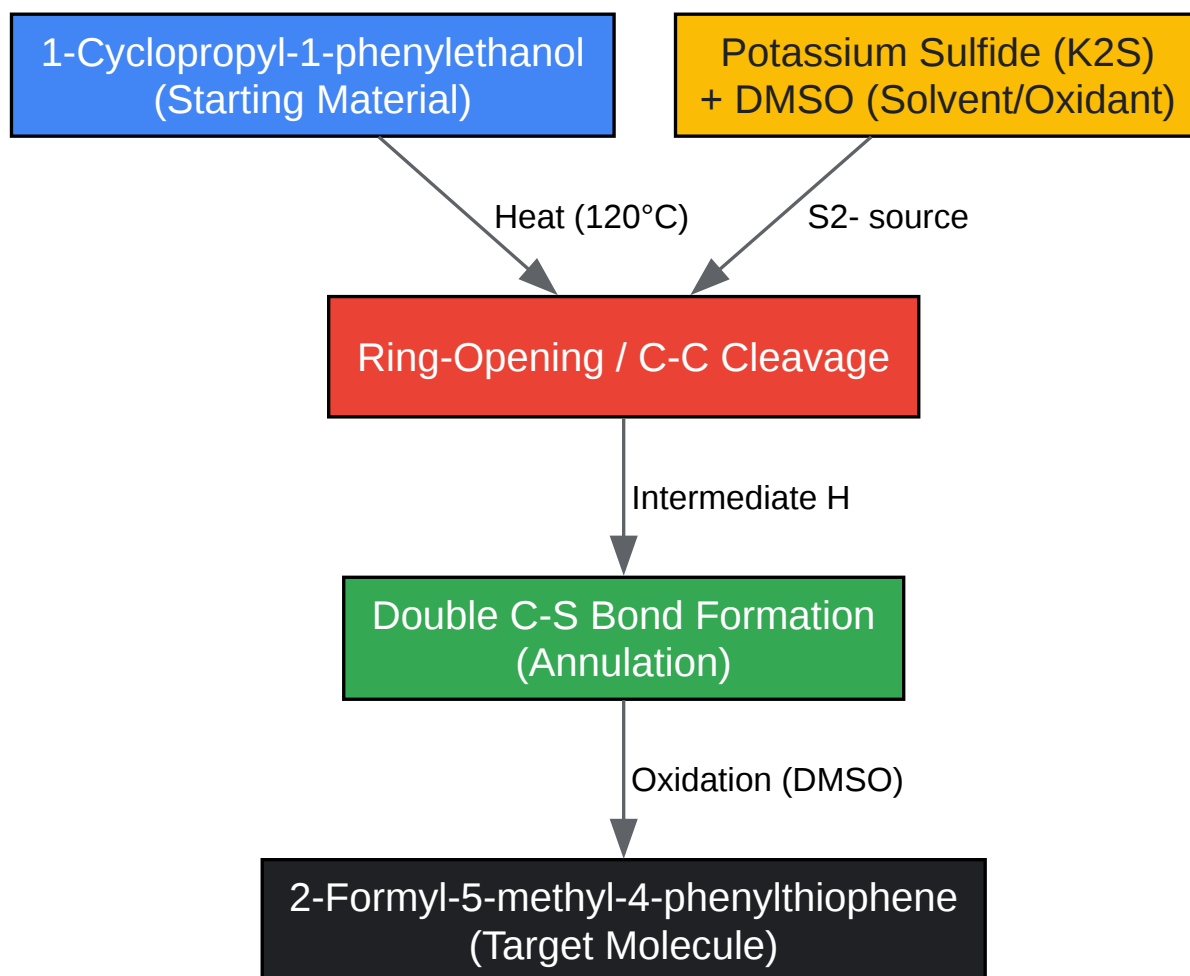 1-Cyclopropyl-1-phenylethanol
(Starting Material)
Potassium Sulfide (K2S)
+ DMSO (Solvent/Oxidant)
Heat (120°C)
S2- source
Ring-Opening / C-C Cleavage
Intermediate H
Double C-S Bond Formation
(Annulation)
Oxidation (DMSO)
2-Formyl-5-methyl-4-phenylthiophene
(Target Molecule)